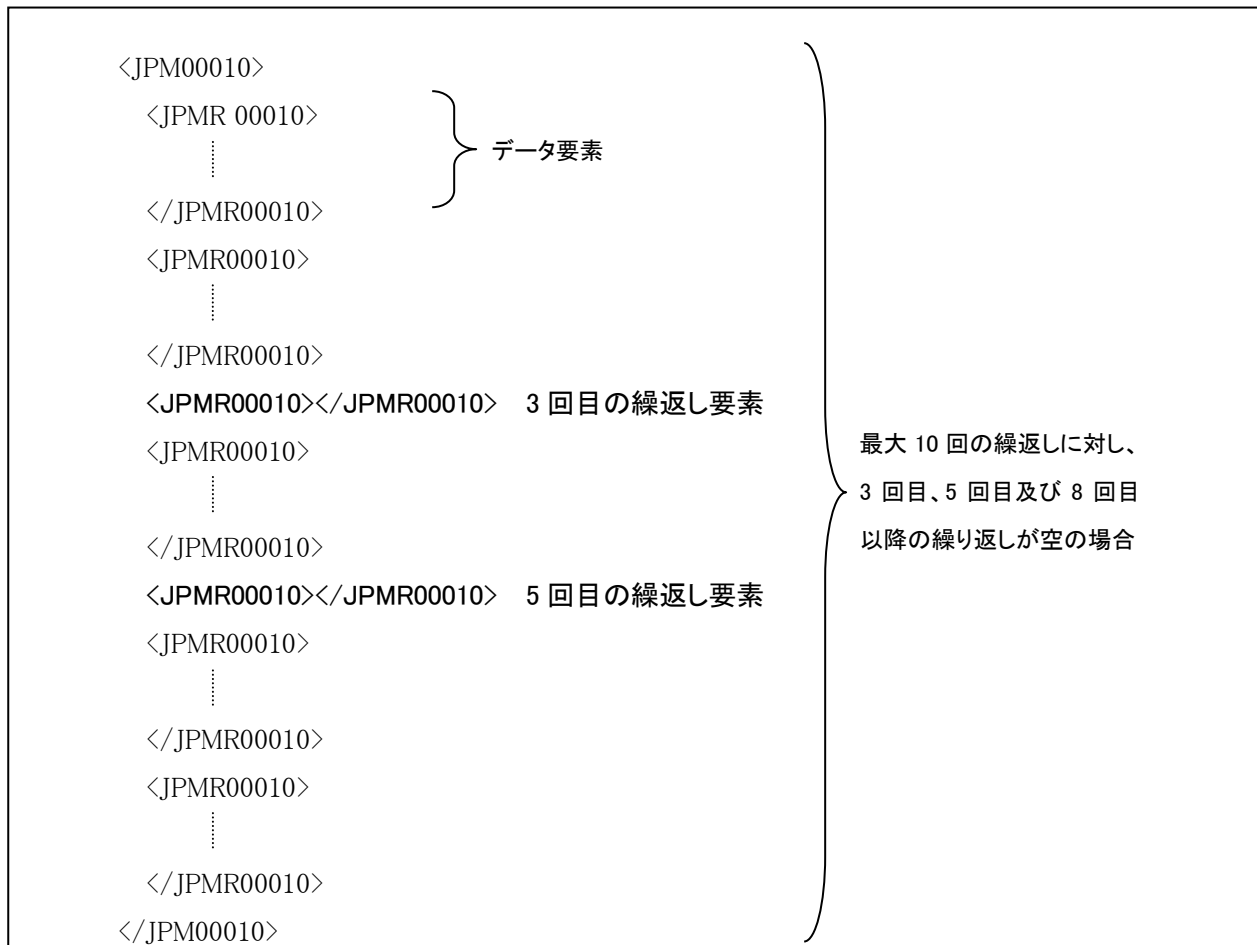 <JPM00010>
<JPMR 00010>
データ要素
</JPMR00010>
<JPMR00010>
</JPMR00010>
<JPMR00010></JPMR00010> 3 回目の繰返し要素
<JPMR00010>
</JPMR00010>
<JPMR00010></JPMR00010> 5 回目の繰返し要素
<JPMR00010>
</JPMR00010>
<JPMR00010>
</JPMR00010>
</JPM00010>
最大 10 回の繰返しに対し、
3 回目、5 回目及び 8 回目
以降の繰り返しが空の場合